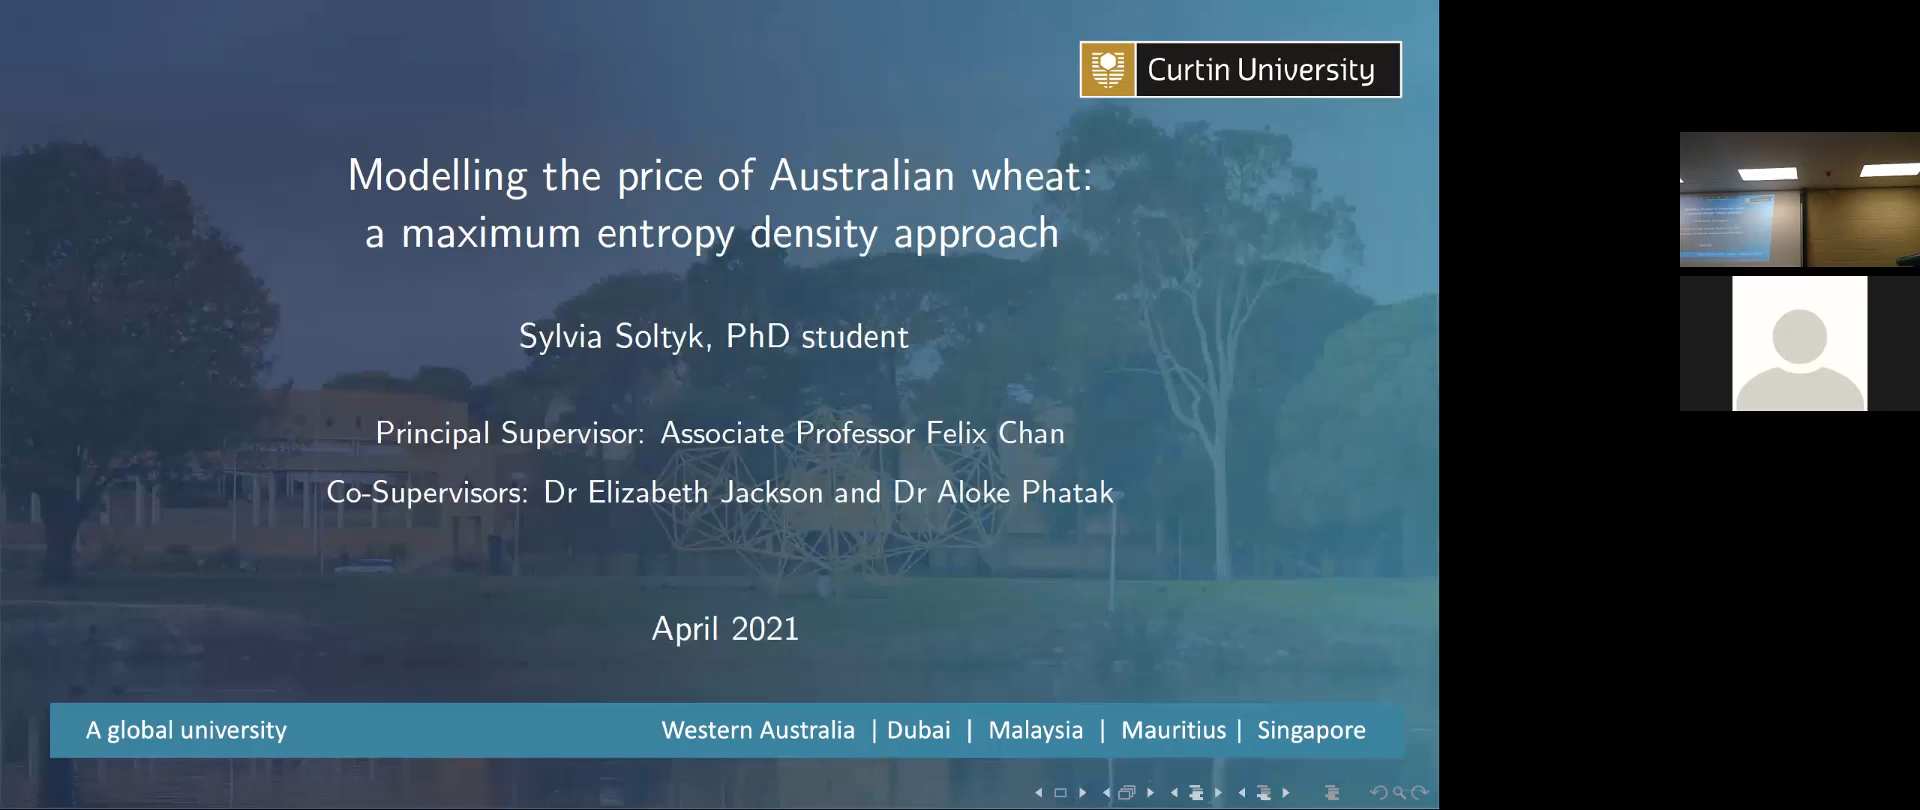 Curtin University
Modelling the price of Australian wheat:
a maximum entropy density approach
Sylvia Soltyk, PhD student
Principal Supervisor: Associate Professor Felix Chan
Co-Supervisors: Dr Elizabeth Jackson and Dr Aloke Phatak
April 2021
A global university
Western Australia | Dubai | Malaysia | Mauritius | Singapore